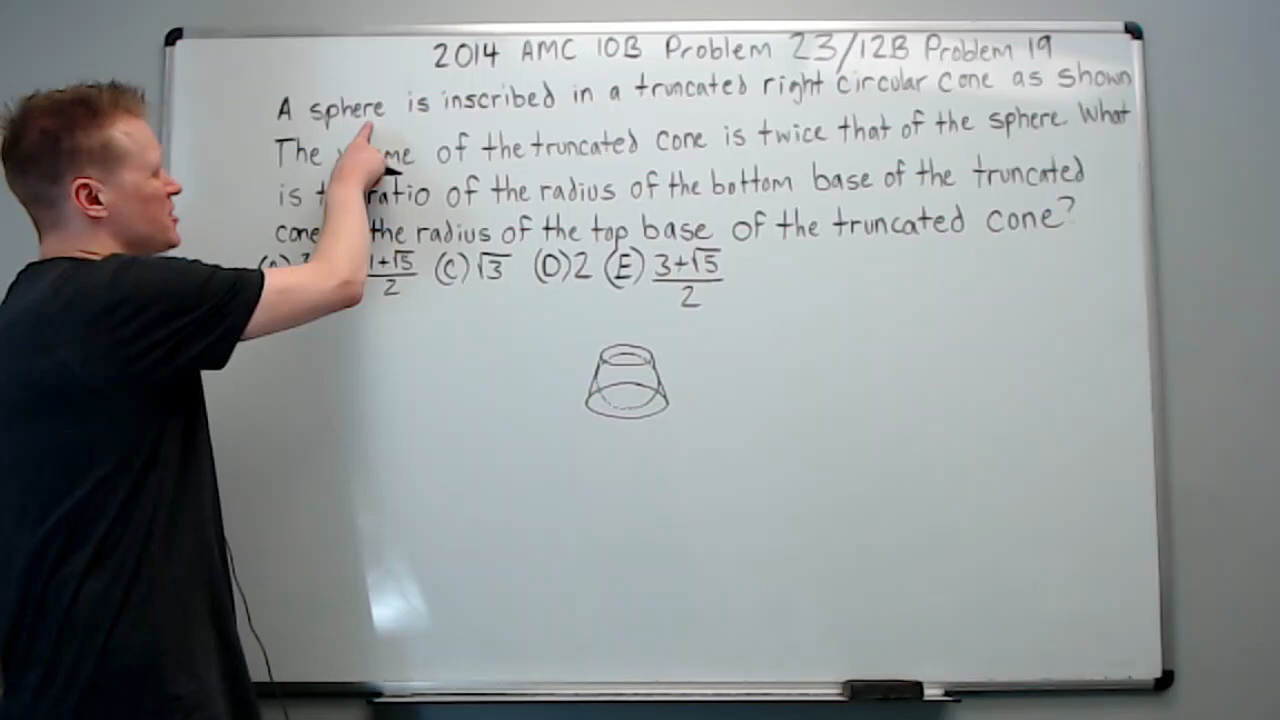 2014 AMC 10B Problem 23/12B Problem 19
A sphere is inscribed in a truncated right circular cone as shown
The of the truncated cone is twice that of the sphere. What
is ratio of the radius of the bottom base of the truncated
cone the radius of the top base of the truncated cone?
1+√5/2 (C) √3 (D) 2 (E) 3+√5/2